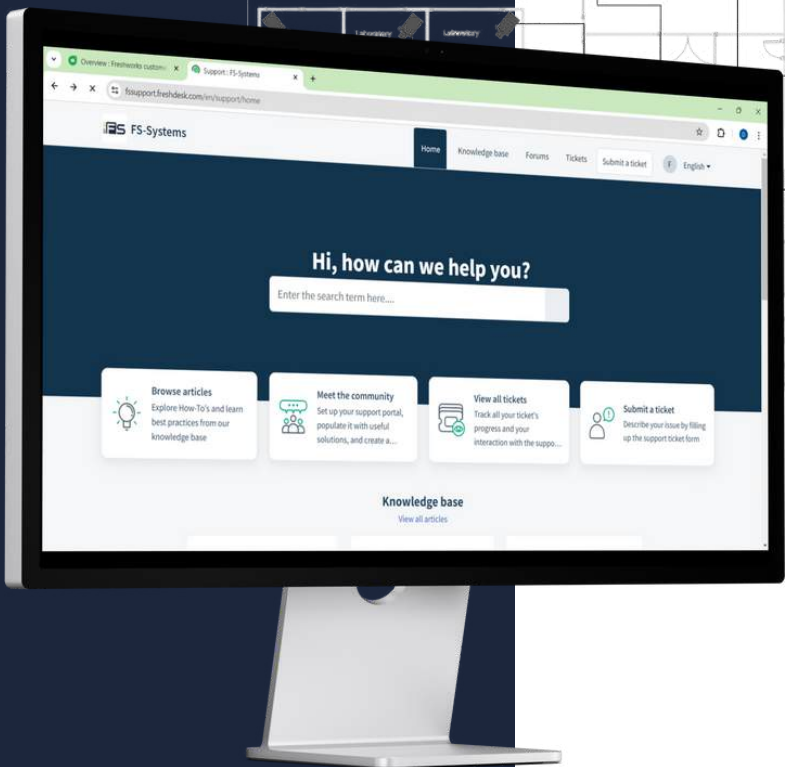 Laboratory Laboratory
Overview : Freshworks custome
Support : FS-Systems
fssupport.freshdesk.com/en/support/home
FS FS-Systems
Home
Knowledge base
Forums
Tickets
Submit a ticket
F
English
Hi, how can we help you?
Enter the search term here....
Browse articles
Explore How-To's and learn
best practices from our
knowledge base
Meet the community
Set up your support portal,
populate it with useful
solutions, and create a....
View all tickets
Track all your ticket's
progress and your
interaction with the suppo...
Submit a ticket
Describe your issue by filling
up the support ticket form
Knowledge base
View all articles